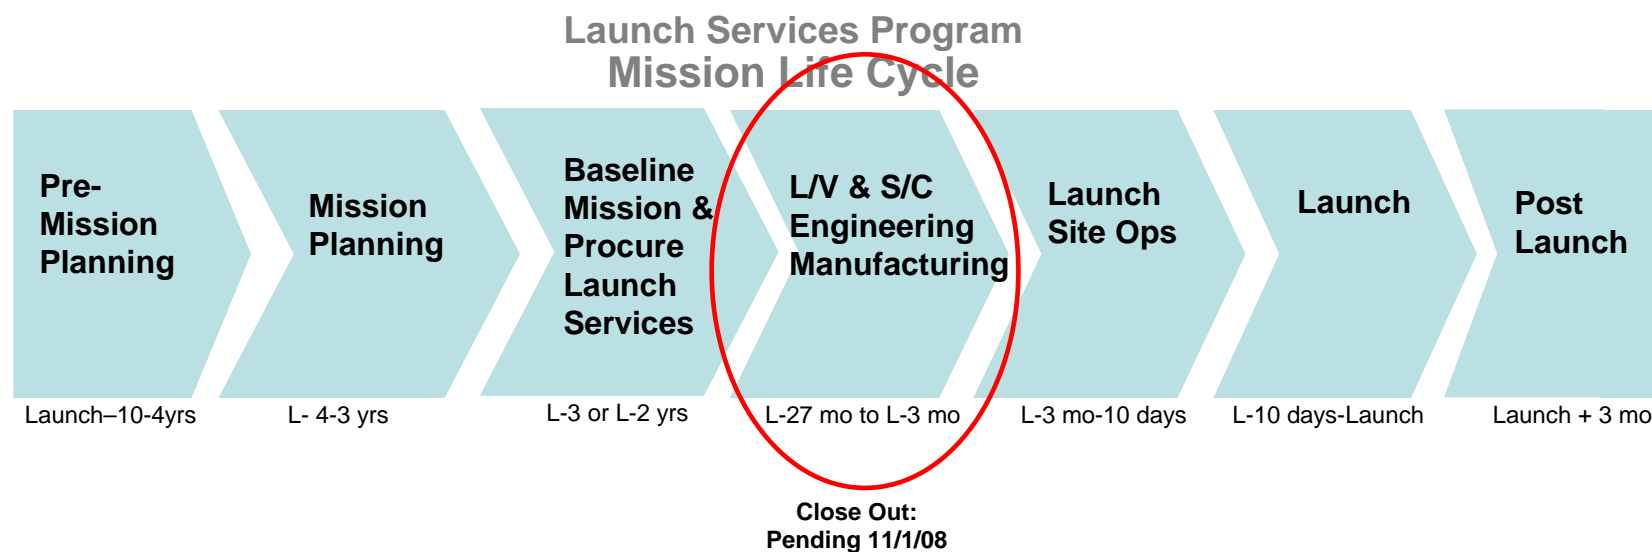 Launch Services Program
Mission Life Cycle
Pre-
Mission
Planning
Mission
Planning
Baseline
Mission &
Procure
Launch
Services
L/V & S/C
Engineering
Manufacturing
Launch
Site Ops
Launch
Post
Launch
Launch–10-4yrs
L- 4-3 yrs
L-3 or L-2 yrs
L-27 mo to L-3 mo
L-3 mo-10 days
L-10 days-Launch
Launch + 3 mo
Close Out:
Pending 11/1/08